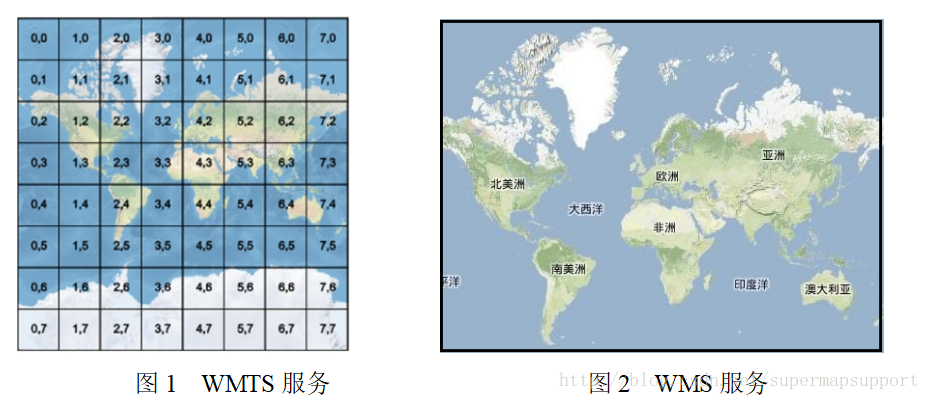 0,0 1,0 2,0 3,0 4,0 5,0 6,0 7,0
0,1 1,1 2,1 3,1 4,1 5,1 6,1 7,1
0,2 1,2 2,2 3,2 4,2 5,2 6,2 7,2
0,3 1,3 2,3 3,3 4,3 5,3 6,3 7,3
0,4 1,4 2,4 3,4 4,4 5,4 6,4 7,4
0,5 1,5 2,5 3,5 4,5 5,5 6,5 7,5
0,6 1,6 2,6 3,6 4,6 5,6 6,6 7,6
0,7 1,7 2,7 3,7 4,7 5,7 6,7 7,7
图 1 WMTS 服务
亚洲
欧洲
北美洲
大西洋
非洲
南美洲
平洋
印度洋
澳大利亚
图 2 WMS 服务
/supermapsupport